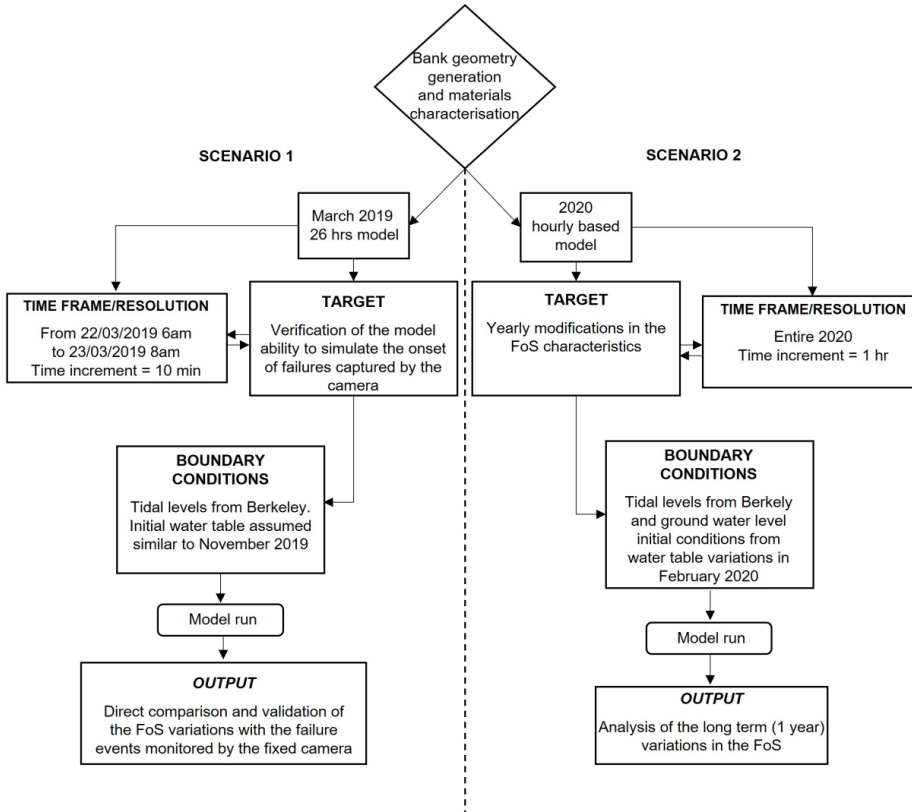 Bank geometry
generation
and materials
characterisation
SCENARIO 1
SCENARIO 2
March 2019
26 hrs model
2020
hourly based
model
TIME FRAME/RESOLUTION
From 22/03/2019 6am
to 23/03/2019 8am
Time increment = 10 min
TARGET
Verification of the model
ability to simulate the onset
of failures captured by the
camera
TARGET
Yearly modifications in the
FoS characteristics
TIME FRAME/RESOLUTION
Entire 2020
Time increment = 1 hr
BOUNDARY
CONDITIONS
Tidal levels from Berkeley.
Initial water table assumed
similar to November 2019
BOUNDARY
CONDITIONS
Tidal levels from Berkely
and ground water level
initial conditions from
water table variations in
February 2020
Model run
Model run
OUTPUT
Direct comparison and validation of
the FoS variations with the failure
events monitored by the fixed camera
OUTPUT
Analysis of the long term (1 year)
variations in the FoS